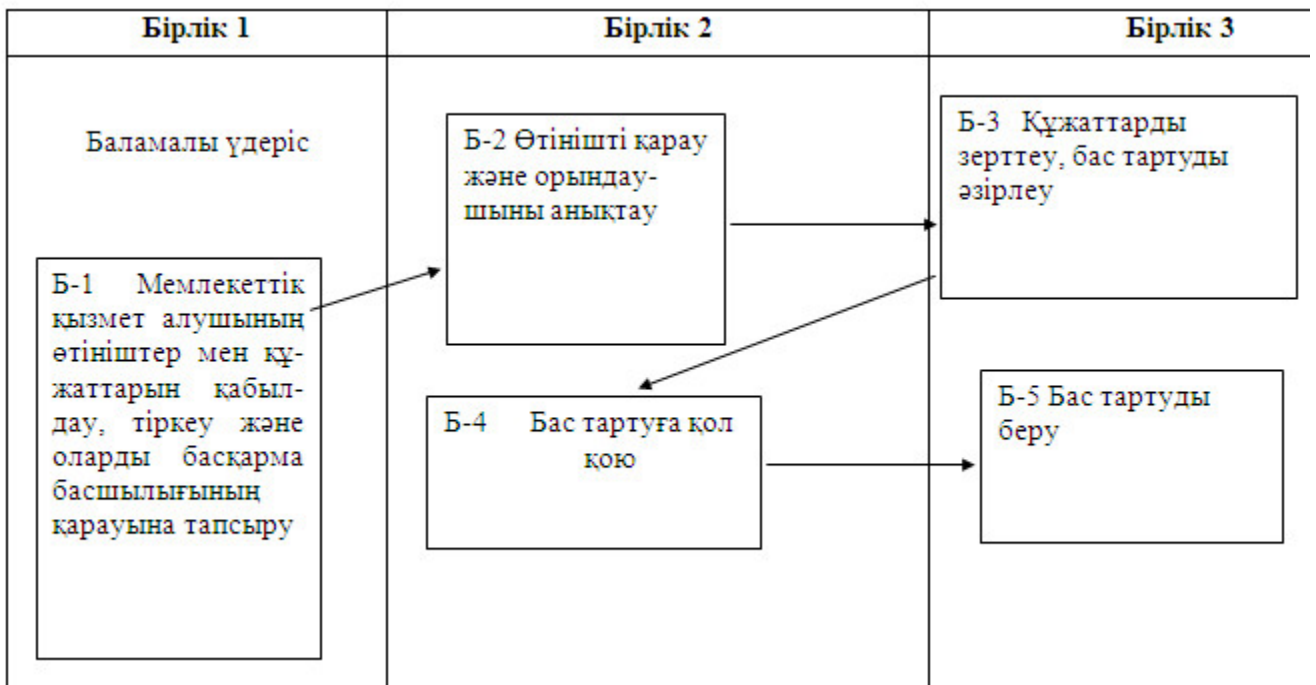 Бірлік 1
Бірлік 2
Бірлік 3
Баламалы үдеріс
Б-1 Мемлекеттік
қызмет алушының
өтініштер мен құ-
жаттарын қабыл-
дау, тіркеу және
оларды басқарма
басшылығының
қарауына тапсыру
Б-2 Өтінішті қарау
және орындау-
шыны анықтау
Б-3 Құжаттарды
зерттеу, бас тартуды
әзірлеу
Б-4 Бас тартуға қол
қою
Б-5 Бас тартуды
беру